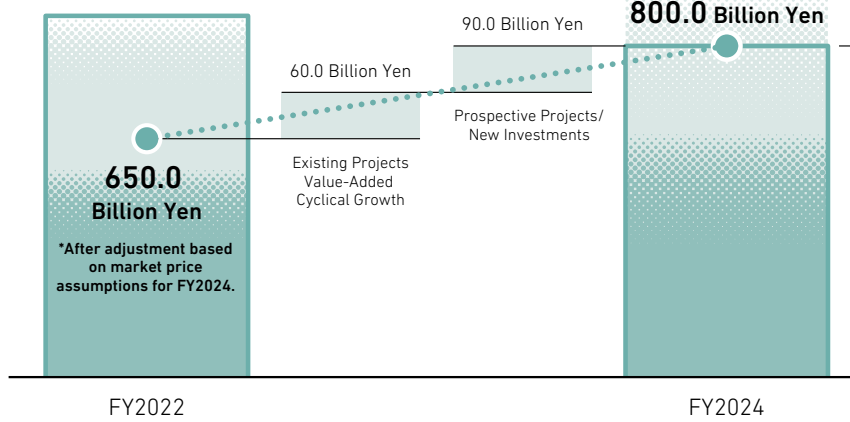 800.0 Billion Yen
90.0 Billion Yen
60.0 Billion Yen
Prospective Projects/
New Investments
Existing Projects
Value-Added
Cyclical Growth
650.0
Billion Yen
*After adjustment based
on market price
assumptions for FY2024.
FY2022
FY2024